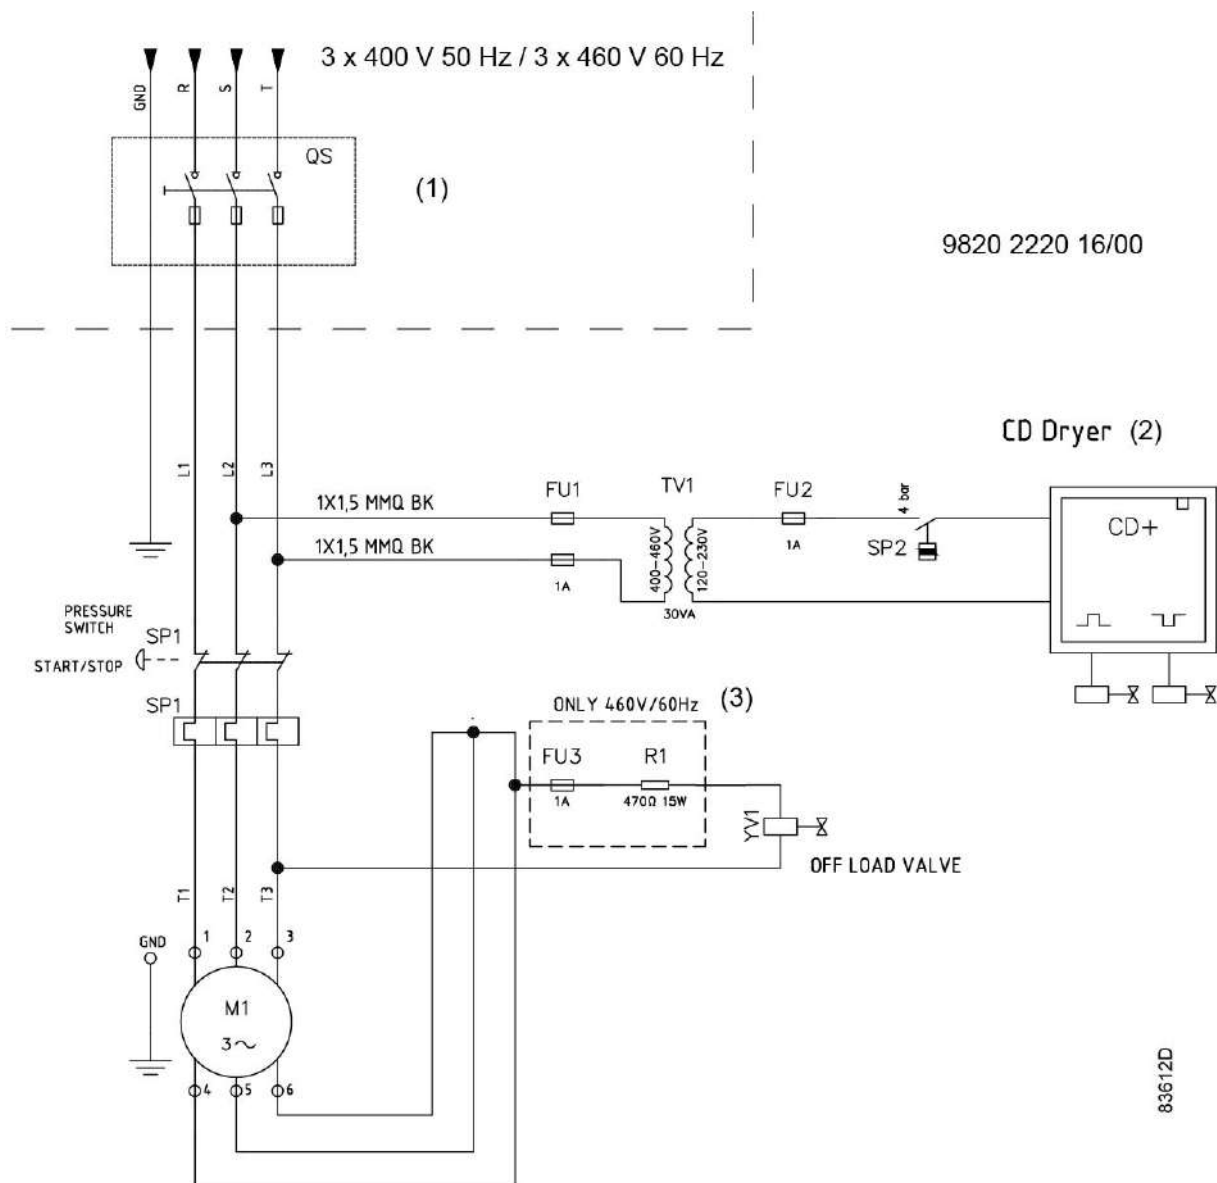 3 x 400 V 50 Hz / 3 x 460 V 60 Hz
GND
R
S
T
QS
(1)
9820 2220 16/00
CD Dryer (2)
L1
L2
L3
1X1,5 MMQ BK
1X1,5 MMQ BK
FU1
1A
TV1
400-460V
120-230V
30VA
FU2
1A
4 bar
SP2
CD+
PRESSURE
SWITCH
SP1
START/STOP
SP1
ONLY 460V/60Hz
(3)
FU3
1A
R1
470Ω 15W
YV1
OFF LOAD VALVE
T1
T2
T3
GND
1
2
3
M1
3~
4
5
6
83612D